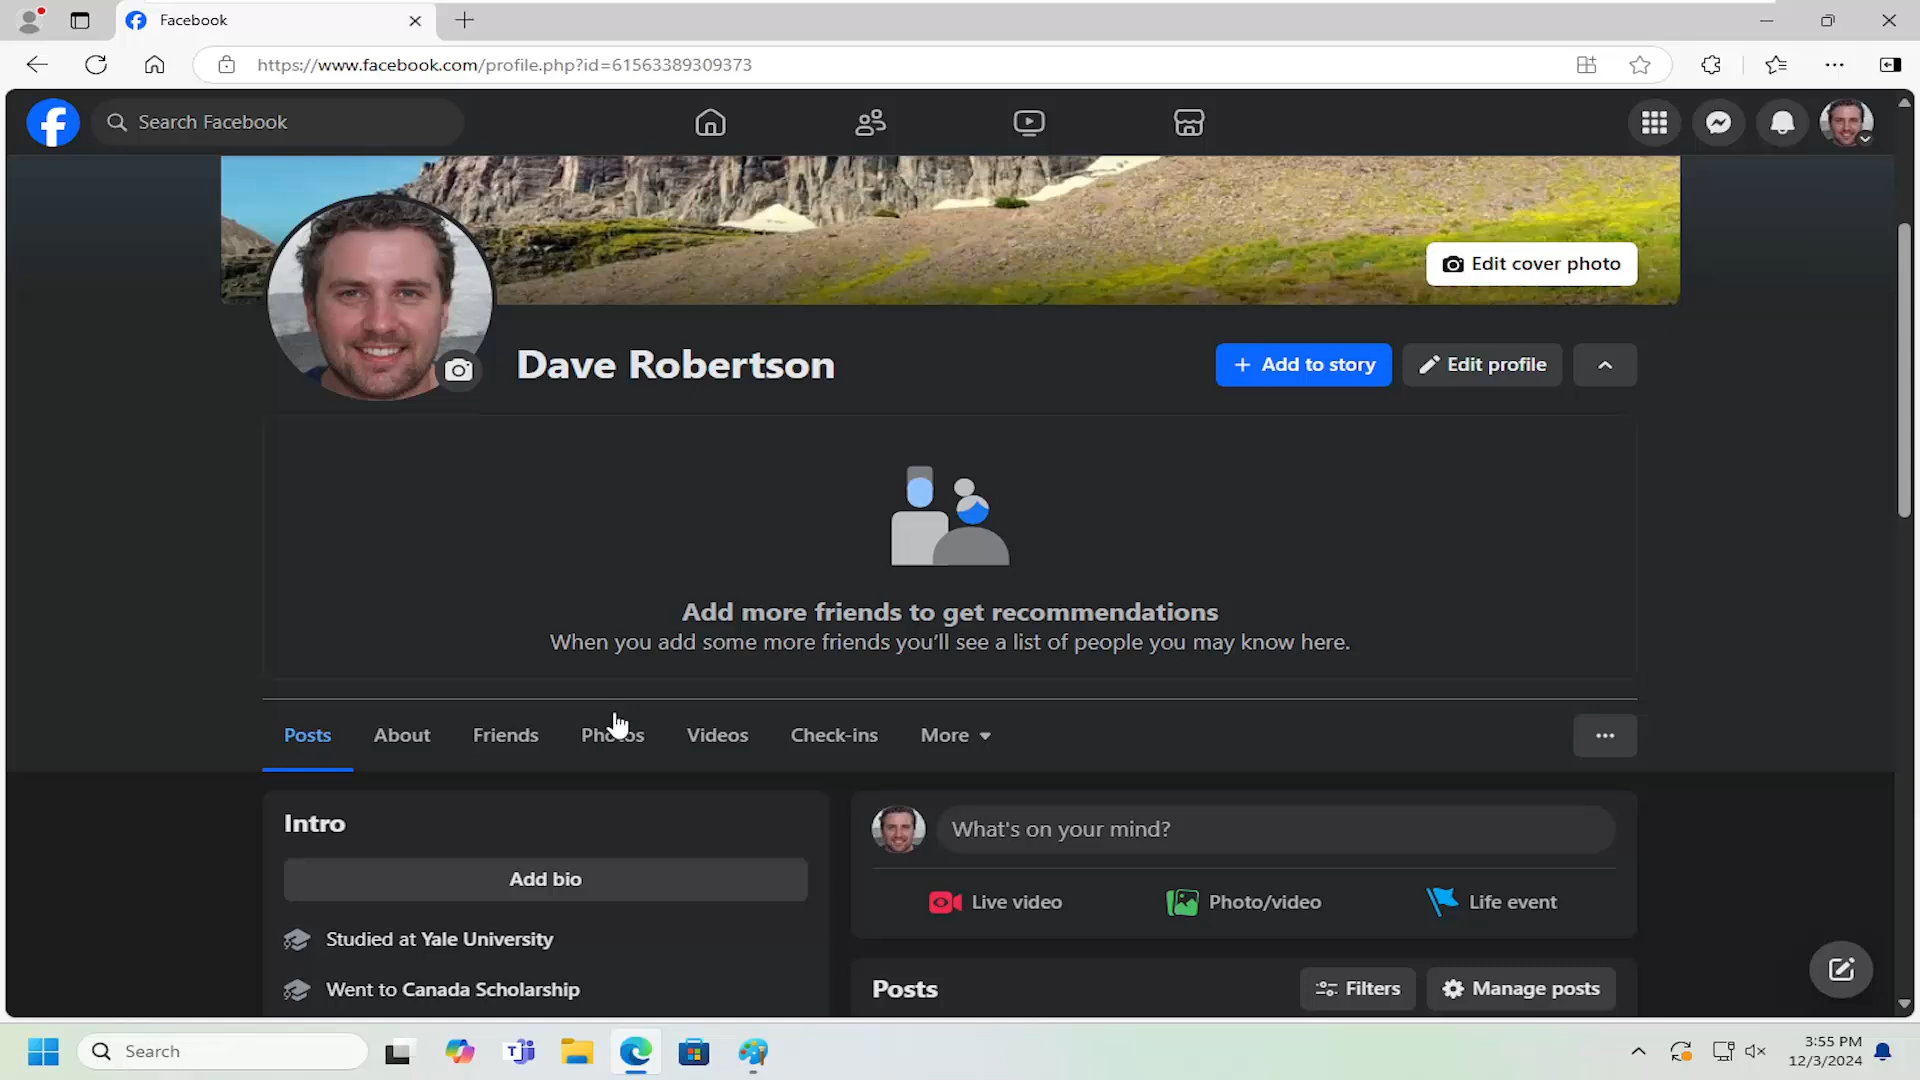 Facebook
https://www.facebook.com/profile.php?id=61563389309373
Search Facebook
Edit cover photo
Dave Robertson
+ Add to story
Edit profile
Add more friends to get recommendations
When you add some more friends you'll see a list of people you may know here.
Posts About Friends Photos Videos Check-ins More
Intro
What's on your mind?
Add bio
Live video Photo/video Life event
Studied at Yale University
Went to Canada Scholarship
Posts Filters Manage posts
Search
3:55 PM
12/3/2024